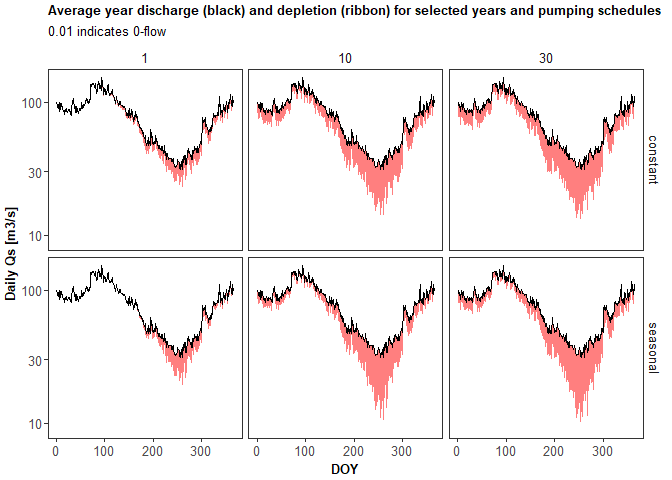 Average year discharge (black) and depletion (ribbon) for selected years and pumping schedules
0.01 indicates 0-flow
1 10 30
100
30
10
constant
100
30
10
seasonal
Daily Qs [m3/s]
0 100 200 300 0 100 200 300 0 100 200 300
DOY